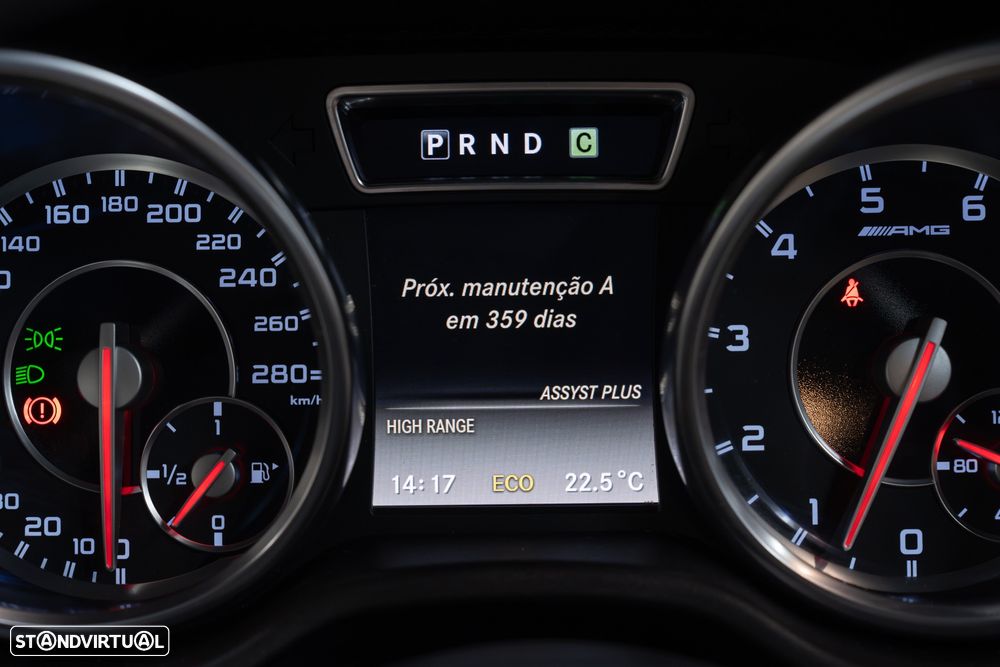 P R N D C
140
160
180
200
220
240
260
280
km/h
20
10
0
1
1/2
0
Próx. manutenção A
em 359 dias
ASSYST PLUS
HIGH RANGE
14:17 ECO 22.5°C
AMG
6
5
4
3
2
1
0
80
STANDVIRTUAL